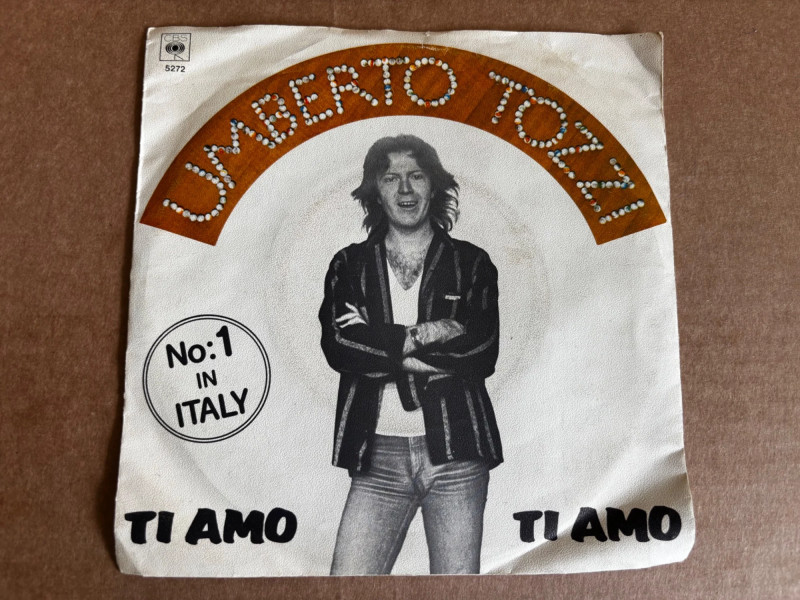 CBS
5272
UMBERTO TOZZI
No:1
IN
ITALY
TI AMO
TI AMO